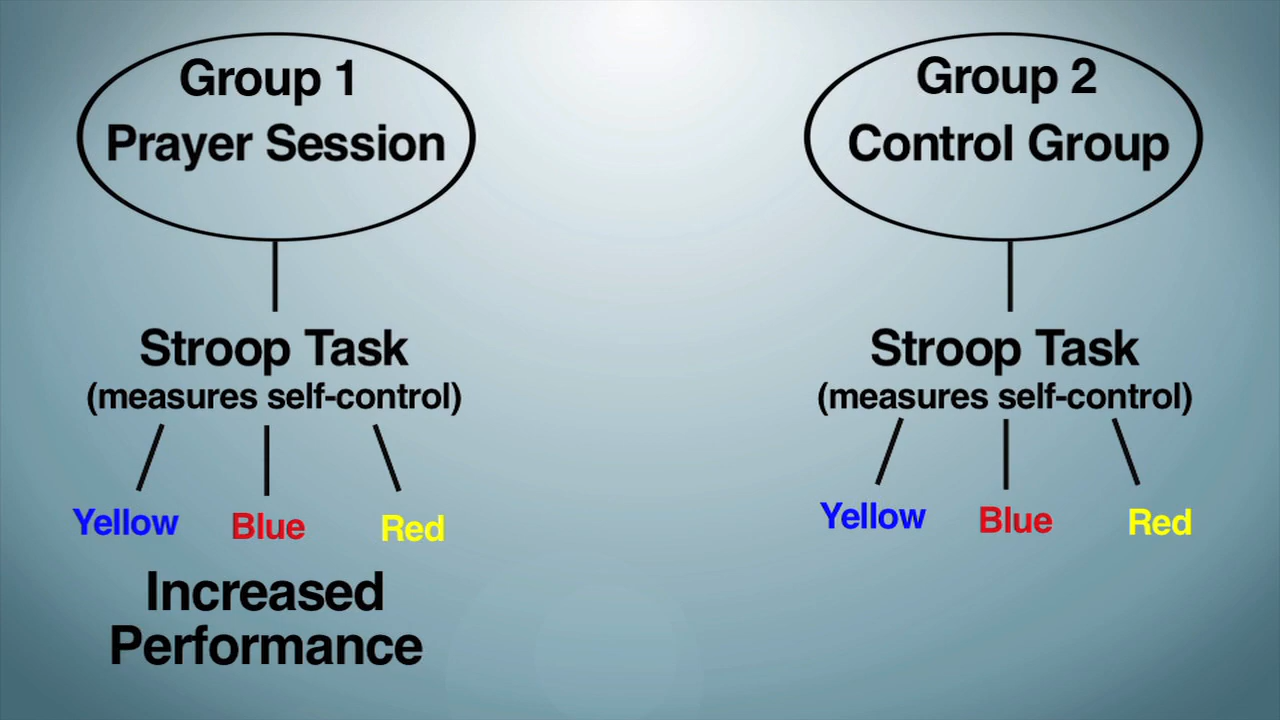 Group 1
Prayer Session
Stroop Task
(measures self-control)
Yellow Blue Red
Increased
Performance
Group 2
Control Group
Stroop Task
(measures self-control)
Yellow Blue Red